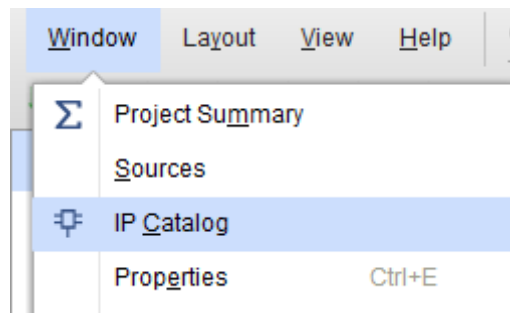 Window Layout View Help
Project Summary
Sources
IP Catalog
Properties Ctrl+E